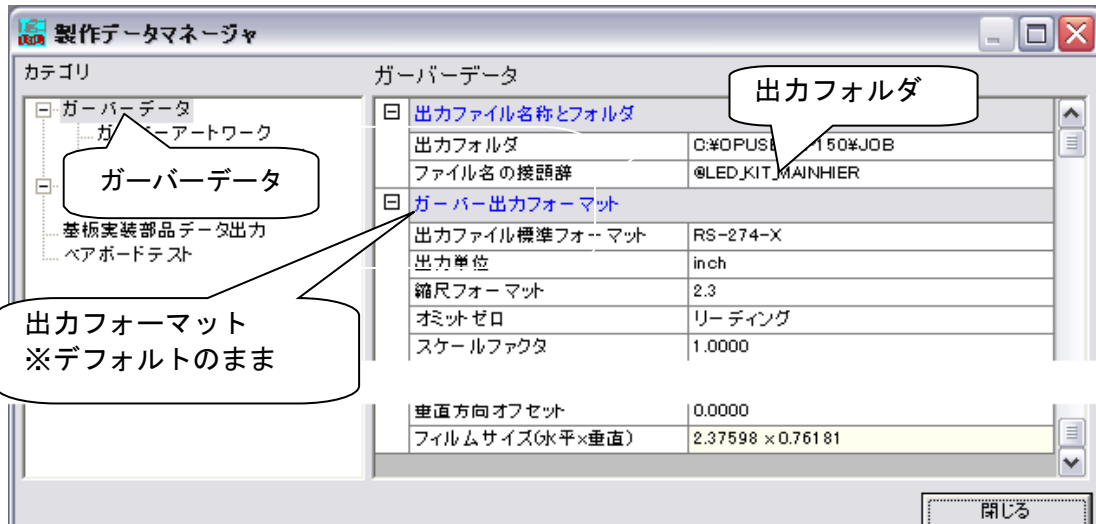 製作データマネージャ
カテゴリ
ガーバーデータ
出力フォルダ
ガーバーデータ
出力ファイル名称とフォルダ
出力フォルダ C:¥OPUSE 150¥JOB
ファイル名の接頭辞 @LED_KIT_MAINHIER
ガーバーデータ
ガーバー出力フォーマット
基板実装部品データ出力
出力ファイル標準フォーマット RS-274-X
ベアボードテスト
出力単位 inch
縮尺フォーマット 2.3
出力フォーマット
オミットゼロ リーディング
※デフォルトのまま
スケールファクタ 1.0000
垂直方向オフセット 0.0000
フィルムサイズ(水平×垂直) 2.37598 × 0.76181
閉じる